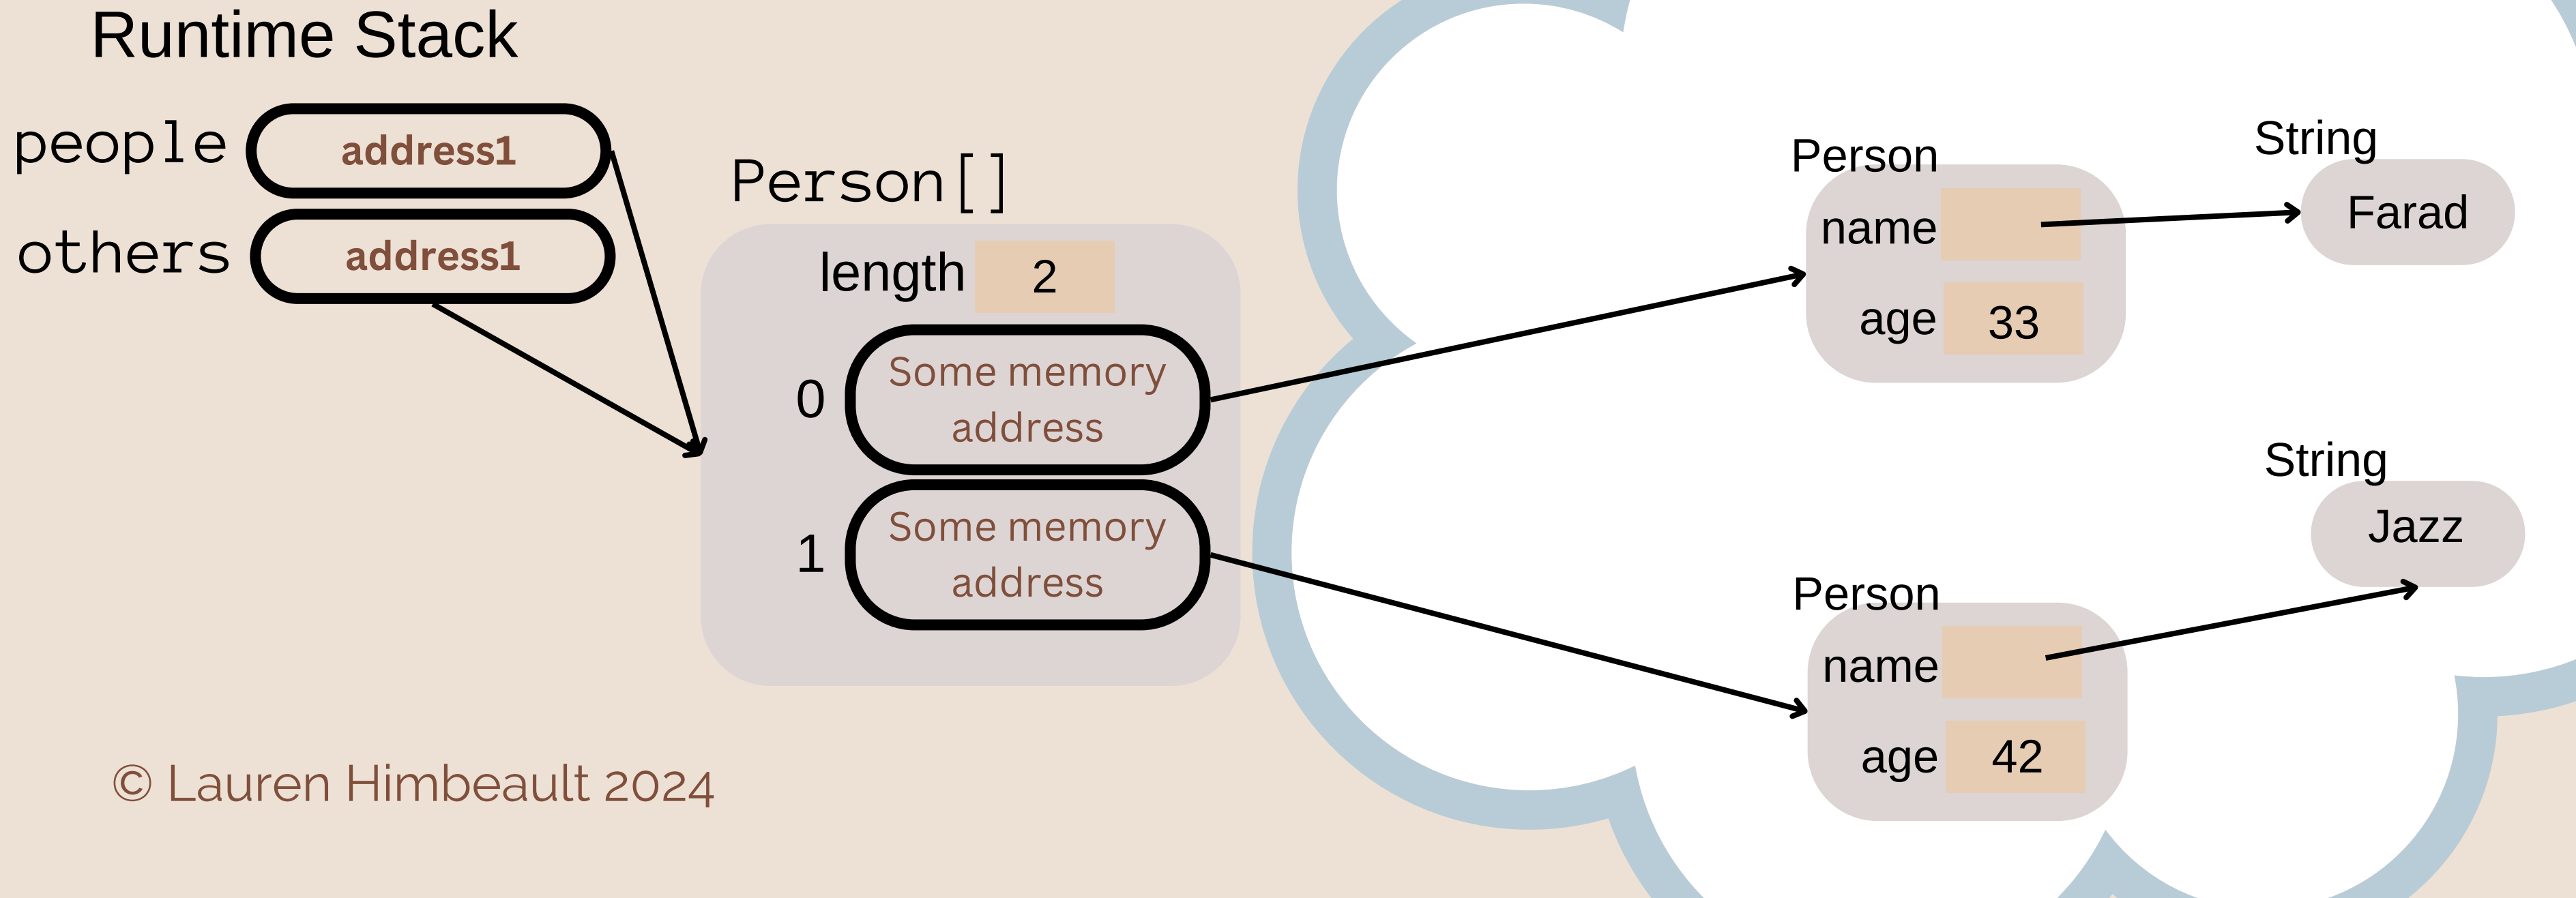 Runtime Stack
people address1
others address1
Person[]
length 2
0 Some memory
address
1 Some memory
address
Person
name
age 33
String
Farad
Person
name
age 42
String
Jazz
© Lauren Himbeault 2024